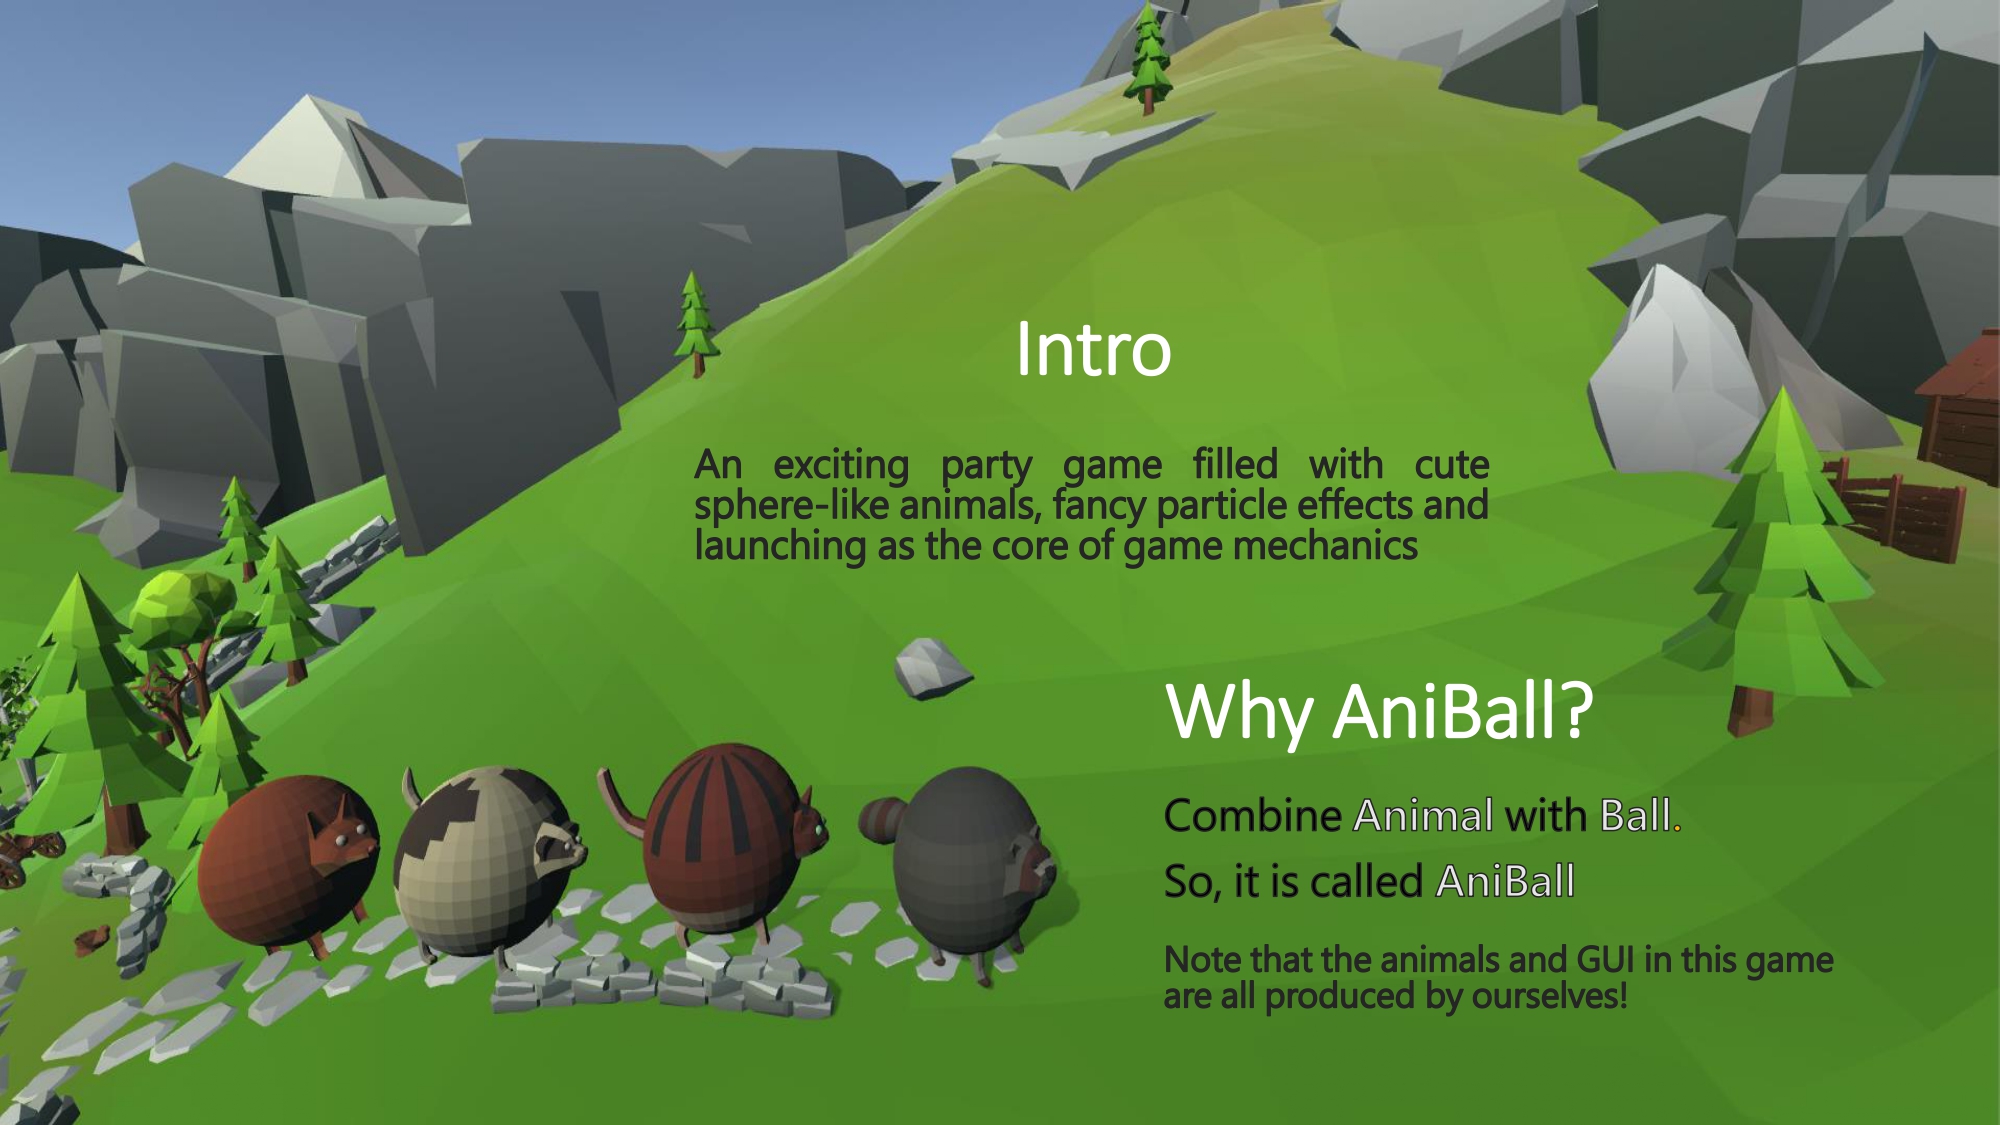 Intro
An exciting party game filled with cute
sphere-like animals, fancy particle effects and
launching as the core of game mechanics
Why AniBall?
Combine Animal with Ball.
So, it is called AniBall
Note that the animals and GUI in this game
are all produced by ourselves!